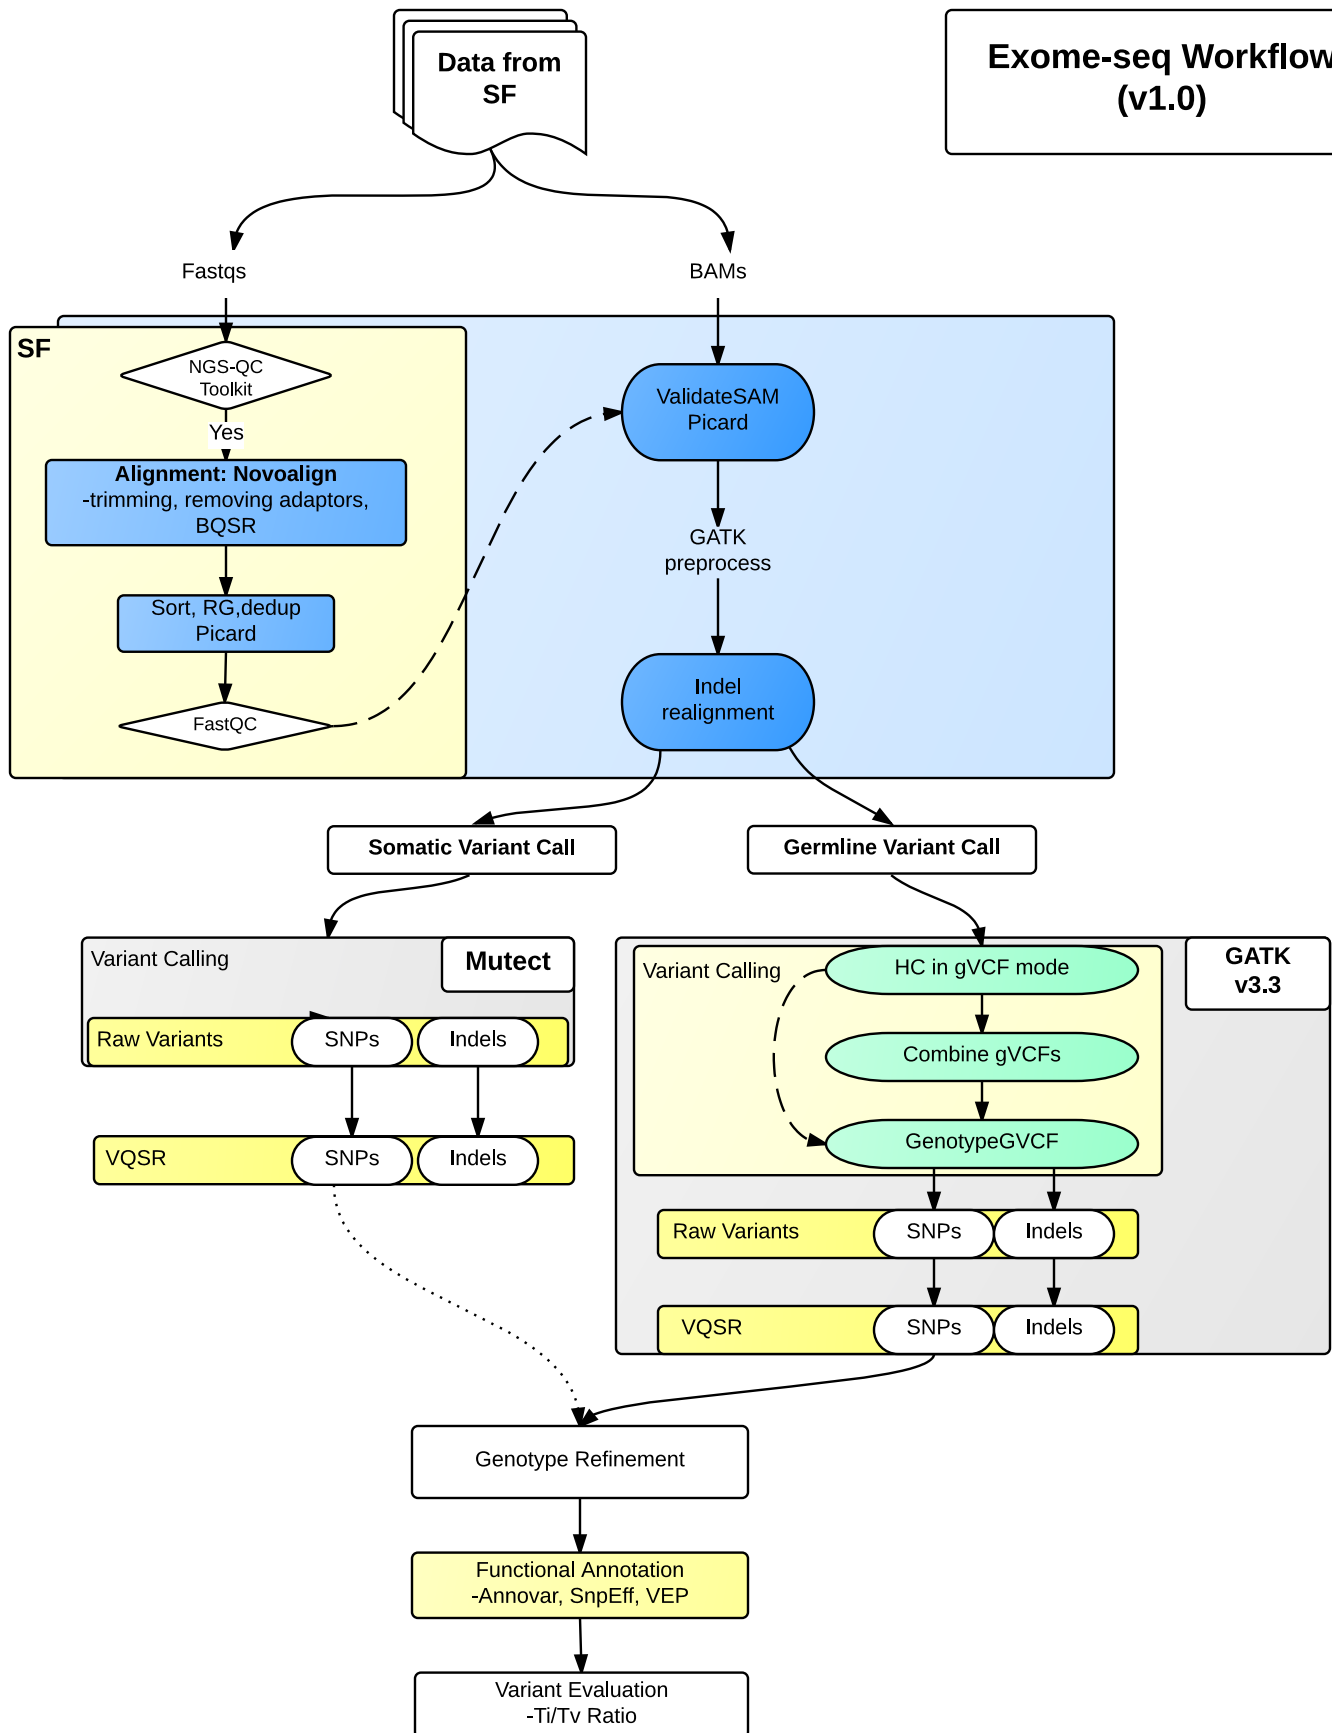 Data from
SF
Exome-seq Workflow
(v1.0)
Fastqs
BAMs
SF
NGS-QC
Toolkit
Yes
Alignment: Novoalign
-trimming, removing adaptors,
BQSR
Sort, RG,dedup
Picard
FastQC
ValidateSAM
Picard
GATK
preprocess
Indel
realignment
Somatic Variant Call
Germline Variant Call
Variant Calling
Mutect
Raw Variants
SNPs
Indels
VQSR
SNPs
Indels
Variant Calling
HC in gVCF mode
GATK
v3.3
Combine gVCFs
GenotypeGVCF
Raw Variants
SNPs
Indels
VQSR
SNPs
Indels
Genotype Refinement
Functional Annotation
-Annovar, SnpEff, VEP
Variant Evaluation
-Ti/Tv Ratio